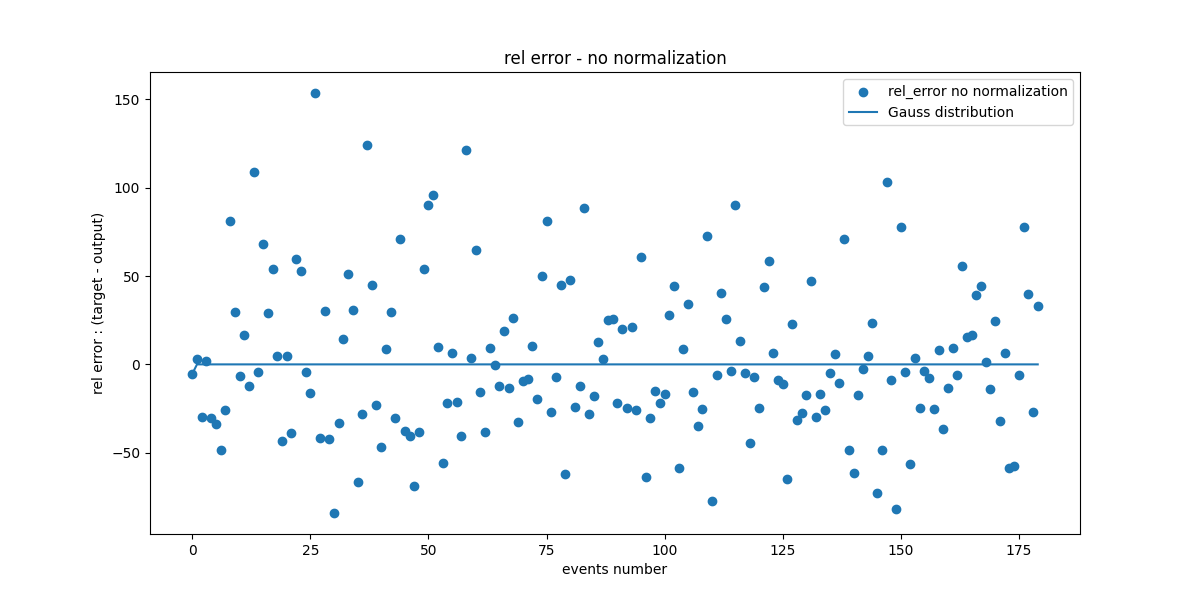 rel error - no normalization
rel_error no normalization
Gauss distribution
rel error : (target - output)
150
100
50
0
−50
0 25 50 75 100 125 150 175
events number